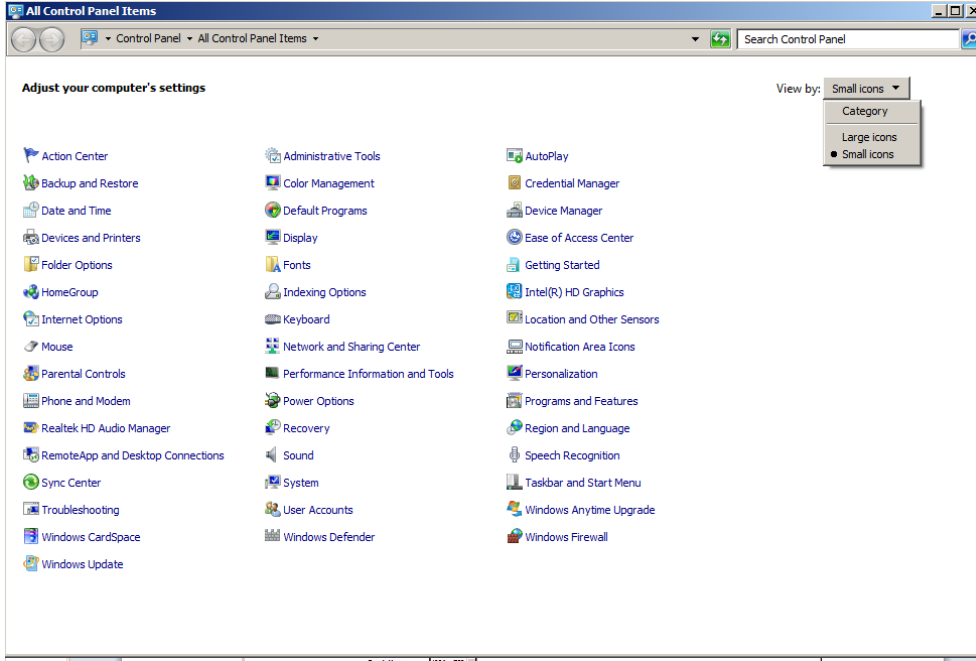 All Control Panel Items
Control Panel All Control Panel Items Search Control Panel
Adjust your computer's settings View by: Small icons
Category
Large icons
Small icons
Action Center Administrative Tools AutoPlay
Backup and Restore Color Management Credential Manager
Date and Time Default Programs Device Manager
Devices and Printers Display Ease of Access Center
Folder Options Fonts Getting Started
HomeGroup Indexing Options Intel(R) HD Graphics
Internet Options Keyboard Location and Other Sensors
Mouse Network and Sharing Center Notification Area Icons
Parental Controls Performance Information and Tools Personalization
Phone and Modem Power Options Programs and Features
Realtek HD Audio Manager Recovery Region and Language
RemoteApp and Desktop Connections Sound Speech Recognition
Sync Center System Taskbar and Start Menu
Troubleshooting User Accounts Windows Anytime Upgrade
Windows CardSpace Windows Defender Windows Firewall
Windows Update